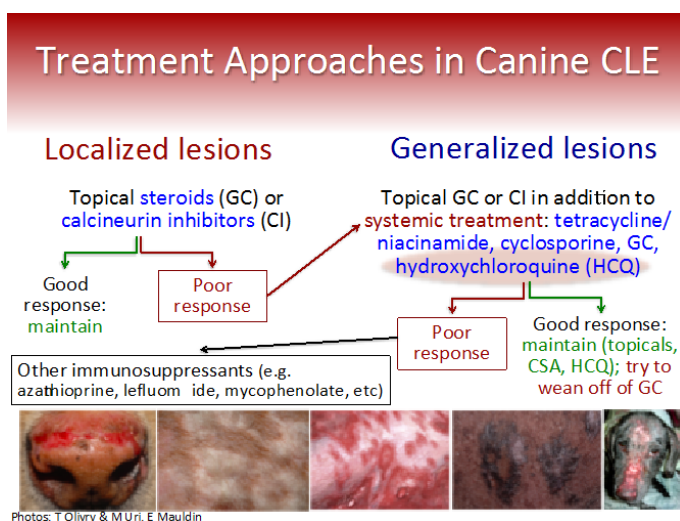 Treatment Approaches in Canine CLE
Localized lesions
Topical steroids (GC) or
calcineurin inhibitors (CI)
Good
response:
maintain
Poor
response
Generalized lesions
Topical GC or CI in addition to
systemic treatment: tetracycline/
niacinamide, cyclosporine, GC,
hydroxychloroquine (HCQ)
Poor
response
Good response:
maintain (topicals,
CSA, HCQ); try to
wean off of GC
Other immunosuppressants (e.g.
azathioprine, lefluom ide, mycophenolate, etc)
Photos: T Olivry & M Uri, E Mauldin